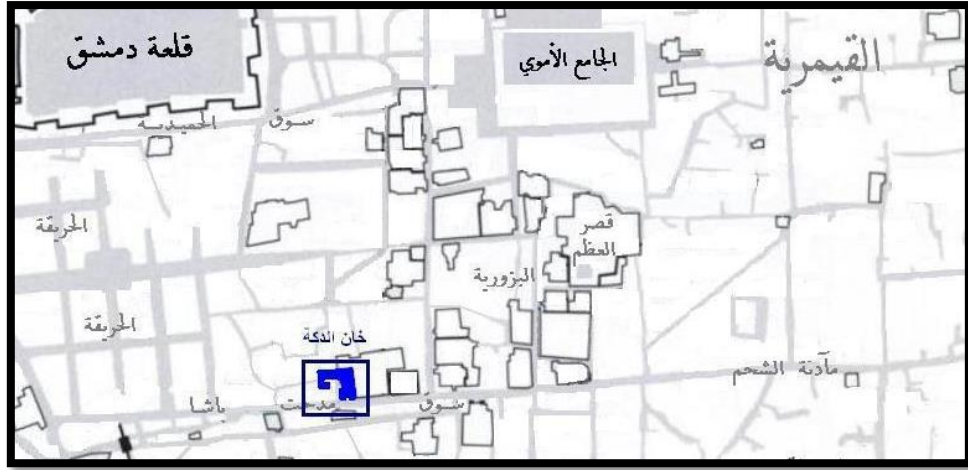 قلعة دمشق
الجامع الأموي
القيمرية
سوق
الحميدية
الحريقة
قصر
العظم
البزورية
الحريقة
خان الدكة
مأذنة الشحم
سوق
مدحت
باشا